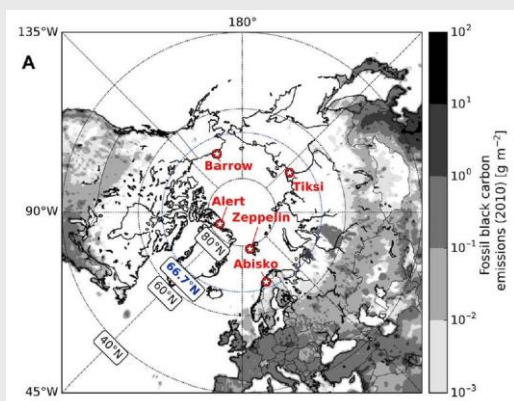 135°W
180°
A
Barrow
Tiksi
Alert
Zeppelin
90°W
80°N
Abisko
66.7°N
60°N
40°N
45°W
10²
10¹
10⁰
10⁻¹
10⁻²
10⁻³
Fossil black carbon
emissions (2010) [g m⁻²]